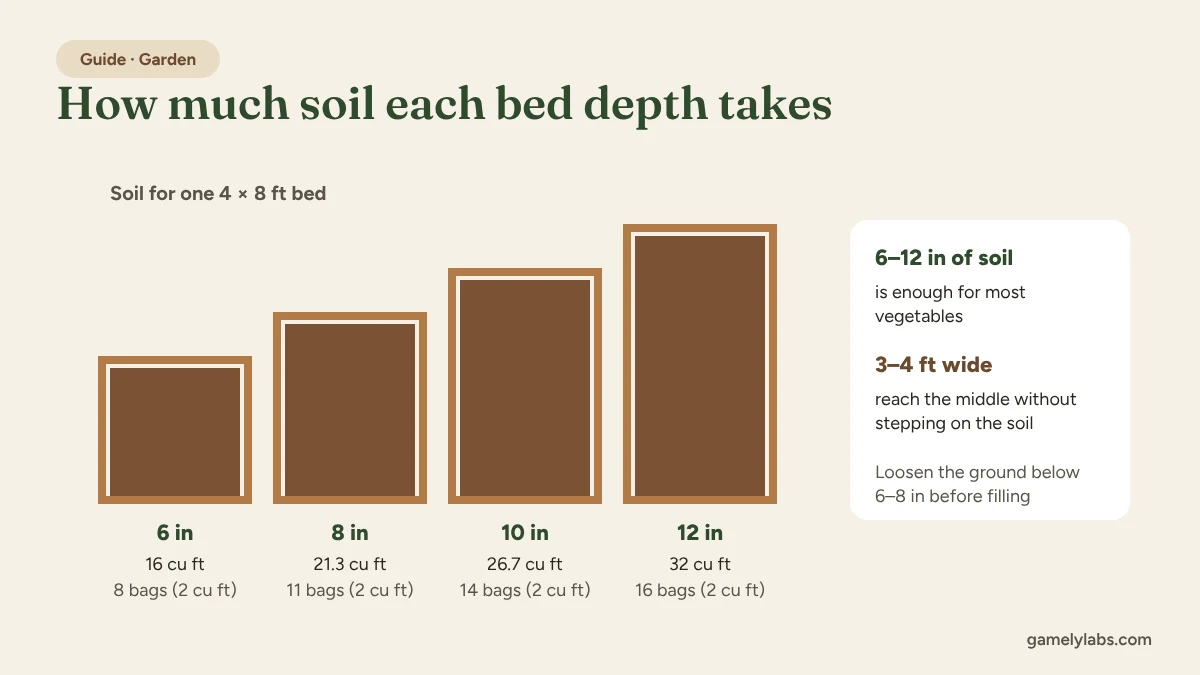 Guide · Garden
How much soil each bed depth takes
Soil for one 4 × 8 ft bed
6 in
16 cu ft
8 bags (2 cu ft)
8 in
21.3 cu ft
11 bags (2 cu ft)
10 in
26.7 cu ft
14 bags (2 cu ft)
12 in
32 cu ft
16 bags (2 cu ft)
6–12 in of soil
is enough for most
vegetables
3–4 ft wide
reach the middle without
stepping on the soil
Loosen the ground below
6–8 in before filling
gamelylabs.com